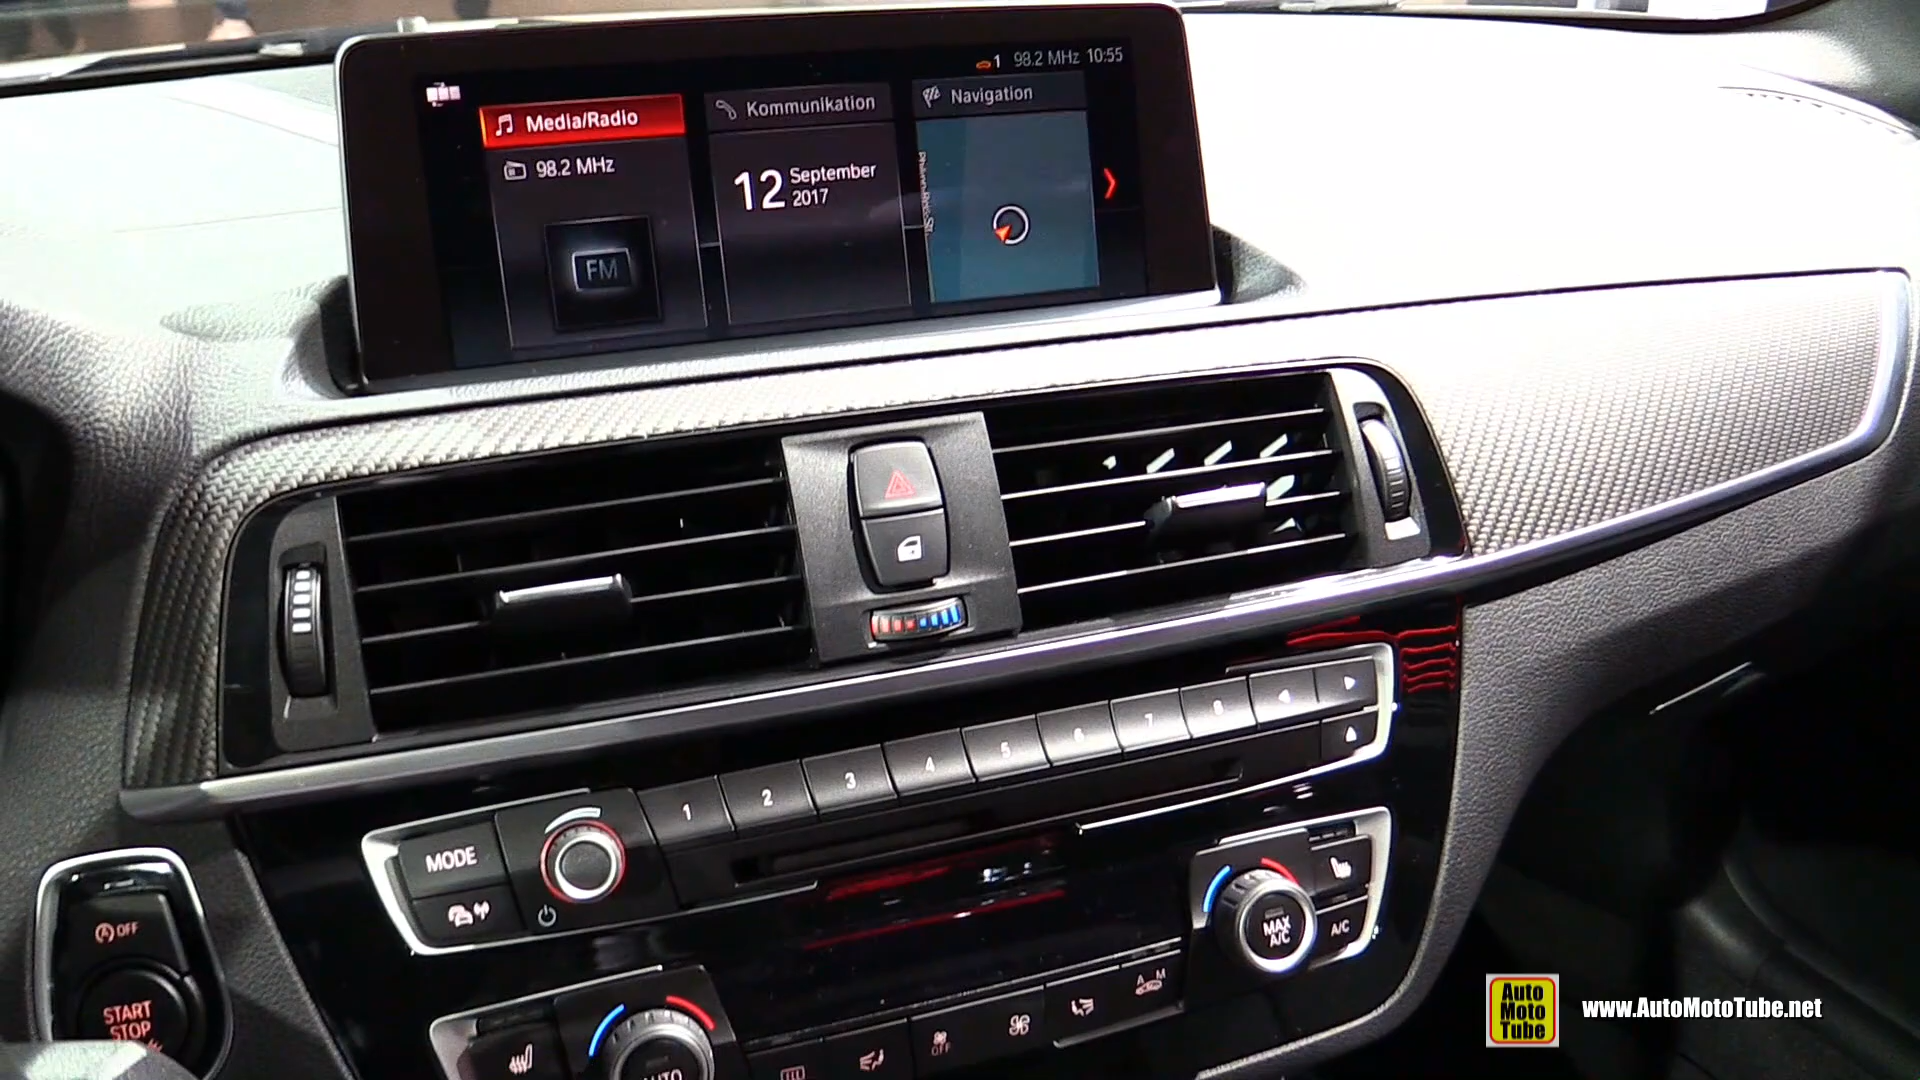 1 98.2 MHz 10:55
Media/Radio
Kommunikation
Navigation
98.2 MHz
12 September
2017
FM
1 2 3 4 5 6 7 8
MODE
MAX
A/C
A/C
OFF
START
STOP
A M
OFF
AUTO
Auto
Moto
Tube
www.AutoMotoTube.net